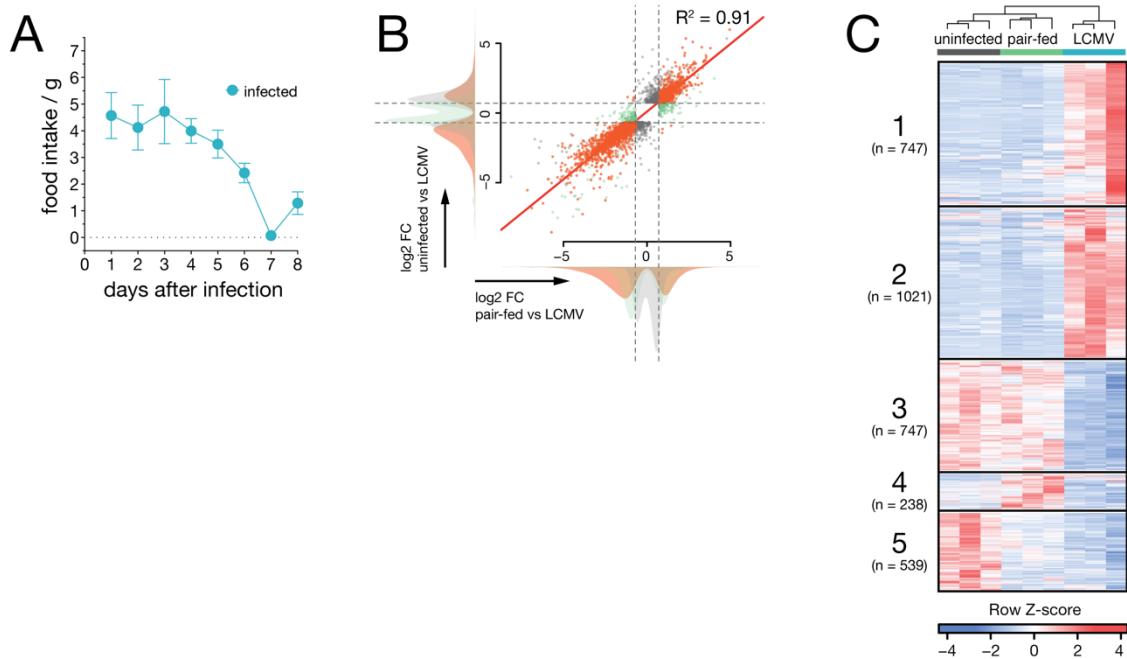 A
food intake / g
7
6
5
4
3
2
1
0
infected
0 1 2 3 4 5 6 7 8
days after infection
B
R² = 0.91
5
0
−5
−5 0 5
log2 FC
uninfected vs LCMV
log2 FC
pair-fed vs LCMV
C
uninfected pair-fed LCMV
1
(n = 747)
2
(n = 1021)
3
(n = 747)
4
(n = 238)
5
(n = 539)
Row Z-score
−4 −2 0 2 4